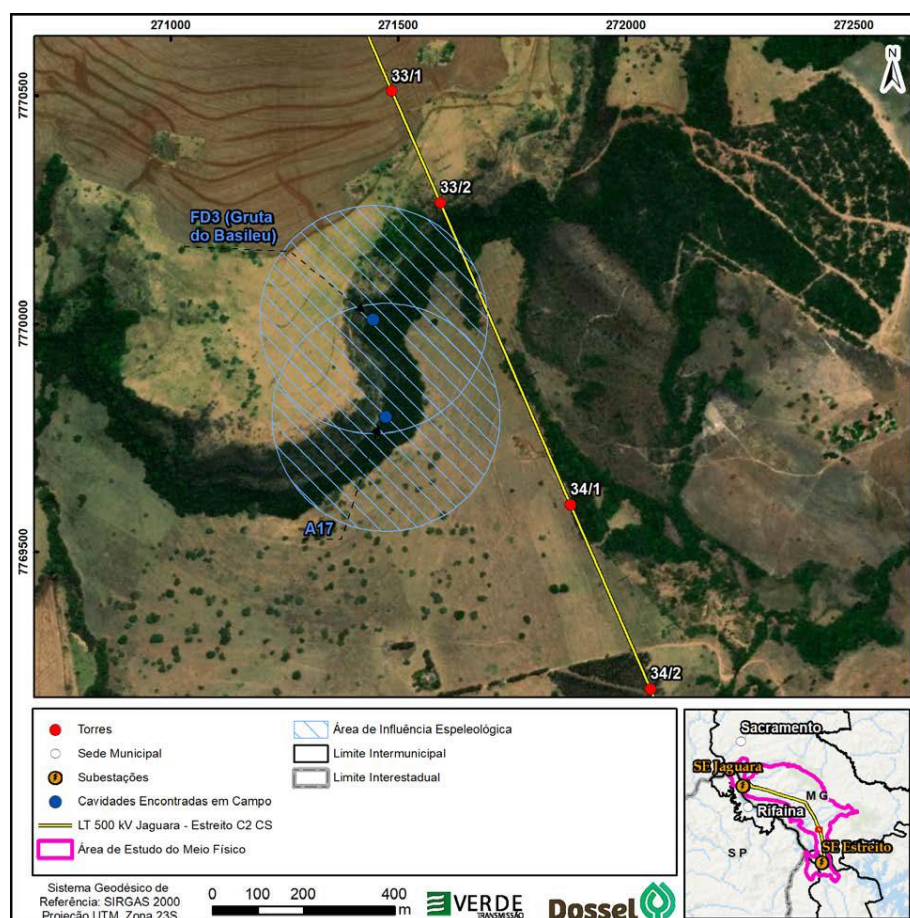 271000
271500
272000
272500
7770500
7770000
7769500
N
33/1
33/2
FD3 (Gruta
do Basileu)
A17
34/1
34/2
Torres
Sede Municipal
Subestações
Cavidades Encontradas em Campo
LT 500 kV Jaguara - Estreito C2 CS
Área de Estudo do Meio Físico
Área de Influência Espeleológica
Limite Intermunicipal
Limite Interestadual
Sacramento
SE Jaguara
MG
Rifaina
SP
SE Estreito
Sistema Geodésico de
Referência: SIRGAS 2000
Projeção UTM, Zona 23S
0 100 200 400
m
VERDE
TRANSMISSÃO
Dossel